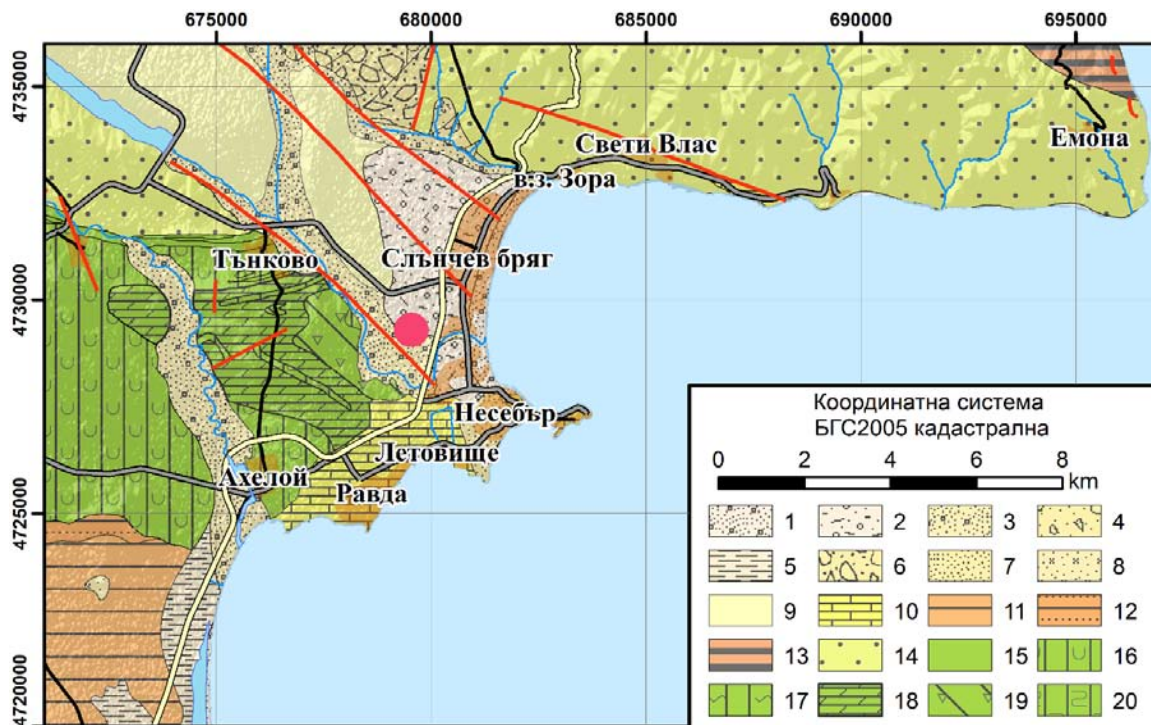 675000 680000 685000 690000 695000
4735000
Свети Влас
Емона
в.з. Зора
Тънково
Слънчев бряг
4730000
Несебър
Летовище
Ахелой
Равда
4725000
4720000
Координатна система
БГС2005 кадастрална
0 2 4 6 8
km
1 2 3 4
5 6 7 8
9 10 11 12
13 14 15 16
17 18 19 20